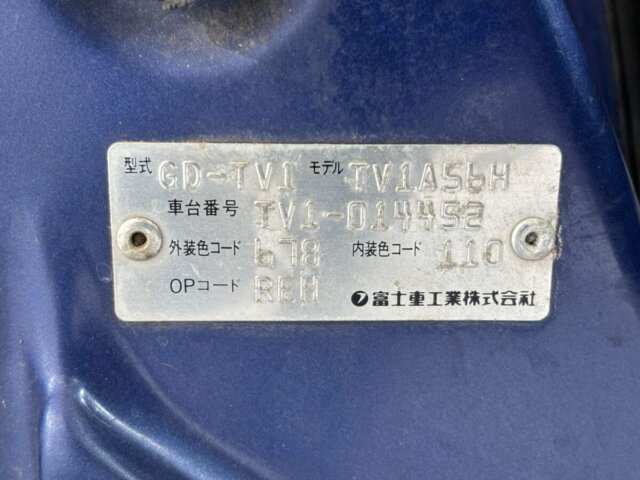 型式 GD-TV1 モデル TV1A56H
車台番号 TV1-014452
外装色コード 678 内装色コード 110
OPコード REH 富士重工業株式会社